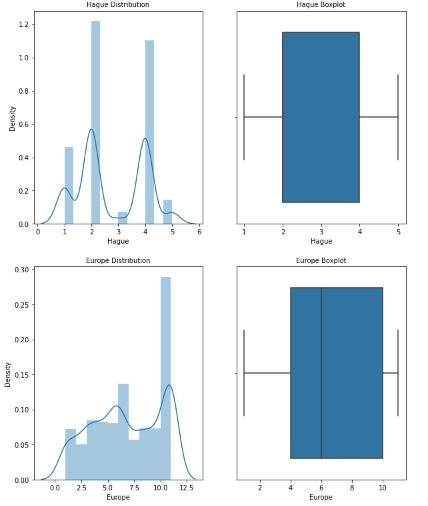 Hague Distribution
1.2
1.0
0.8
0.6
0.4
0.2
0.0
Density
0 1 2 3 4 5 6
Hague
Hague Boxplot
1 2 3 4 5
Hague
Europe Distribution
0.30
0.25
0.20
0.15
0.10
0.05
0.00
Density
0.0 2.5 5.0 7.5 10.0 12.5
Europe
Europe Boxplot
2 4 6 8 10
Europe